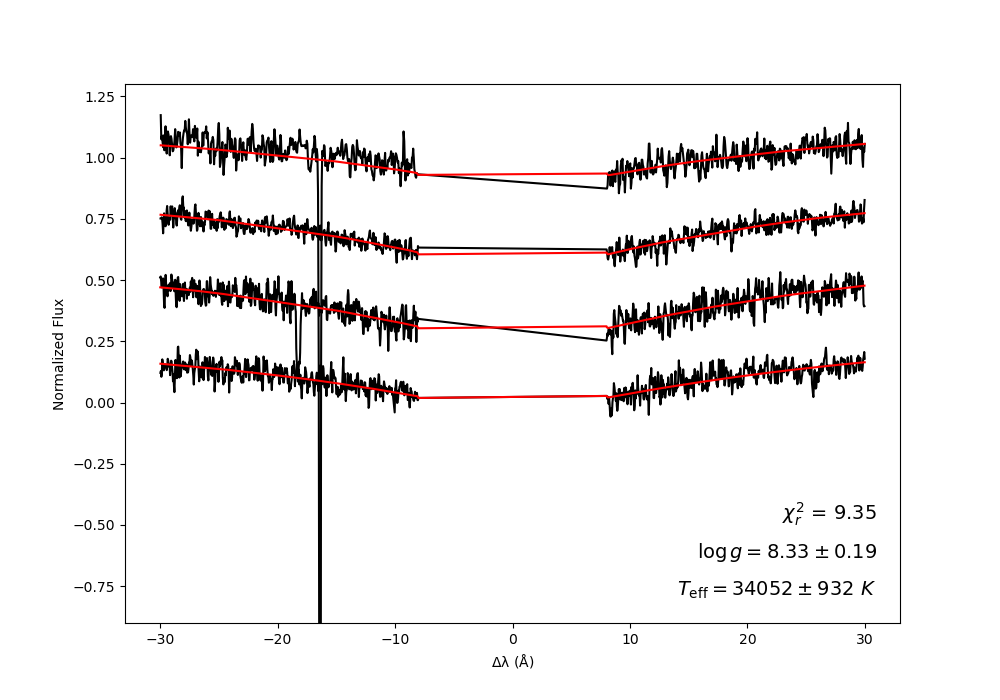 1.25
1.00
0.75
0.50
0.25
0.00
−0.25
−0.50
−0.75
Normalized Flux
χ²ᵣ = 9.35
log g = 8.33 ± 0.19
T_eff = 34052 ± 932 K
−30 −20 −10 0 10 20 30
Δλ (Å)